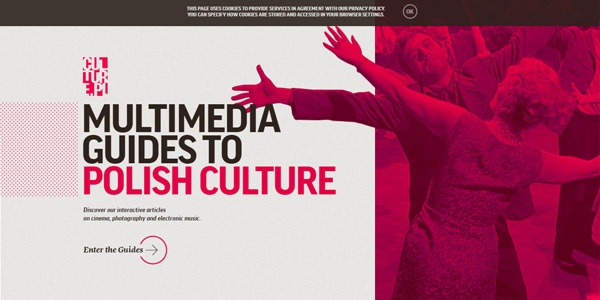 THIS PAGE USES COOKIES TO PROVIDE SERVICES IN AGREEMENT WITH OUR PRIVACY POLICY.
YOU CAN SPECIFY HOW COOKIES ARE STORED AND ACCESSED IN YOUR BROWSER SETTINGS.
OK
CUL
TUR
E.PL
MULTIMEDIA
GUIDES TO
POLISH CULTURE
Discover our interactive articles
on cinema, photography and electronic music.
Enter the Guides